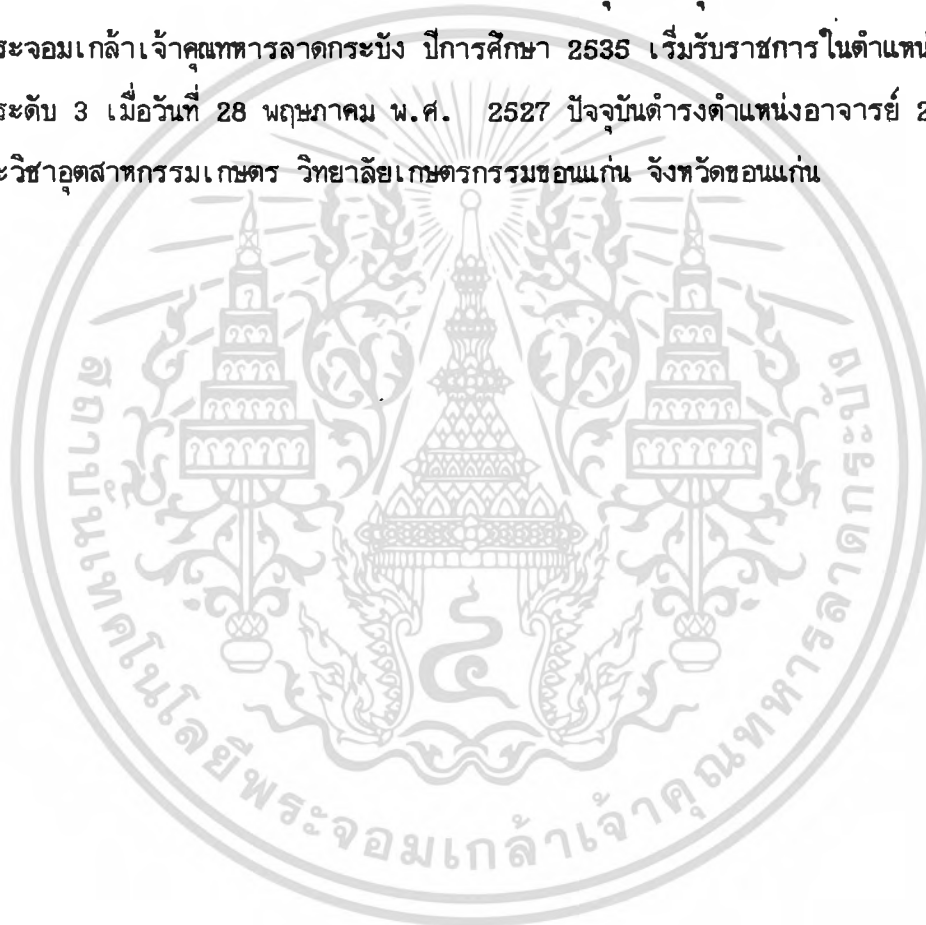 ระจอมเกล้าเจ้าคุณทหารลาดกระบัง ปีการศึกษา 2535 เริ่มรับราชการในตำแหน่
ระดับ 3 เมื่อวันที่ 28 พฤษภาคม พ.ศ. 2527 ปัจจุบันดำรงตำแหน่งอาจารย์ 2
ะวิชาอุตสาหกรรมเกษตร วิทยาลัยเกษตรกรรมขอนแก่น จังหวัดขอนแก่น
สถาบันเทคโนโลยีพระจอมเกล้าเจ้าคุณทหารลาดกระบัง
๔